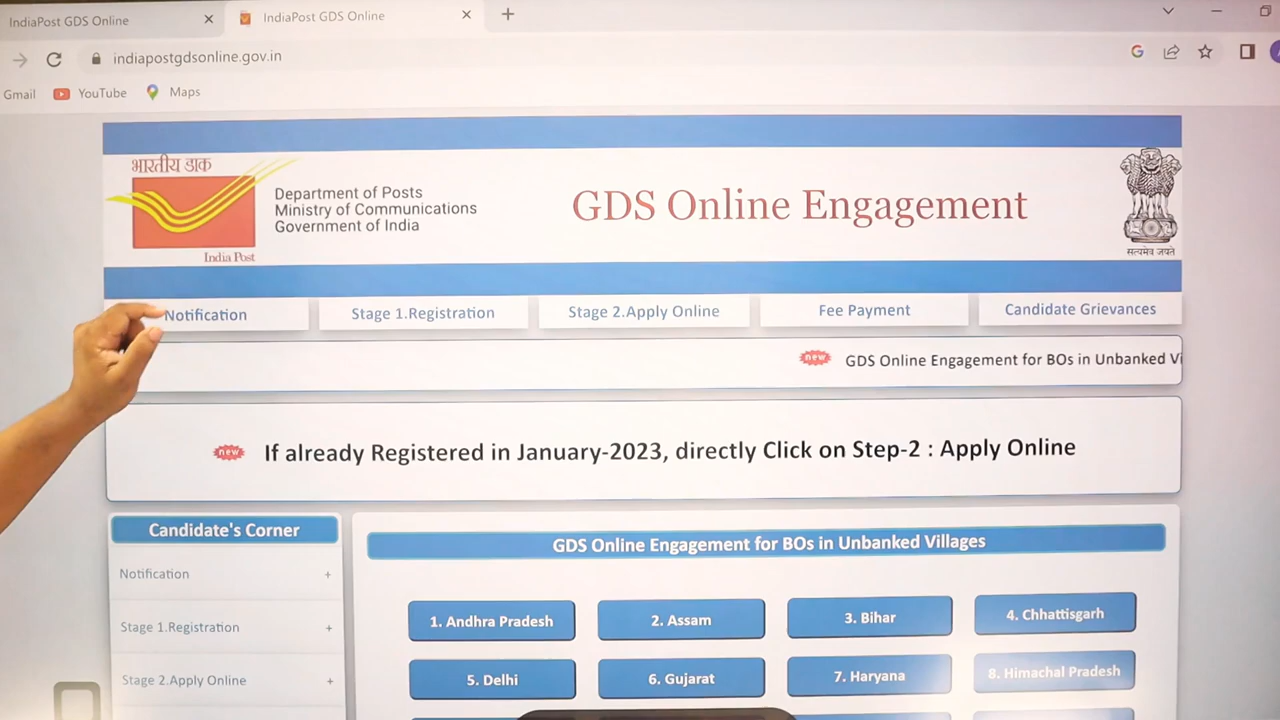 IndiaPost GDS Online
IndiaPost GDS Online
indiapostgdsonline.gov.in
Gmail
YouTube
Maps
भारतीय डाक
India Post
Department of Posts
Ministry of Communications
Government of India
GDS Online Engagement
सत्यमेव जयते
Notification
Stage 1.Registration
Stage 2.Apply Online
Fee Payment
Candidate Grievances
new GDS Online Engagement for BOs in Unbanked Vi
new If already Registered in January-2023, directly Click on Step-2 : Apply Online
Candidate's Corner
Notification +
Stage 1.Registration +
Stage 2.Apply Online +
GDS Online Engagement for BOs in Unbanked Villages
1. Andhra Pradesh
2. Assam
3. Bihar
4. Chhattisgarh
5. Delhi
6. Gujarat
7. Haryana
8. Himachal Pradesh